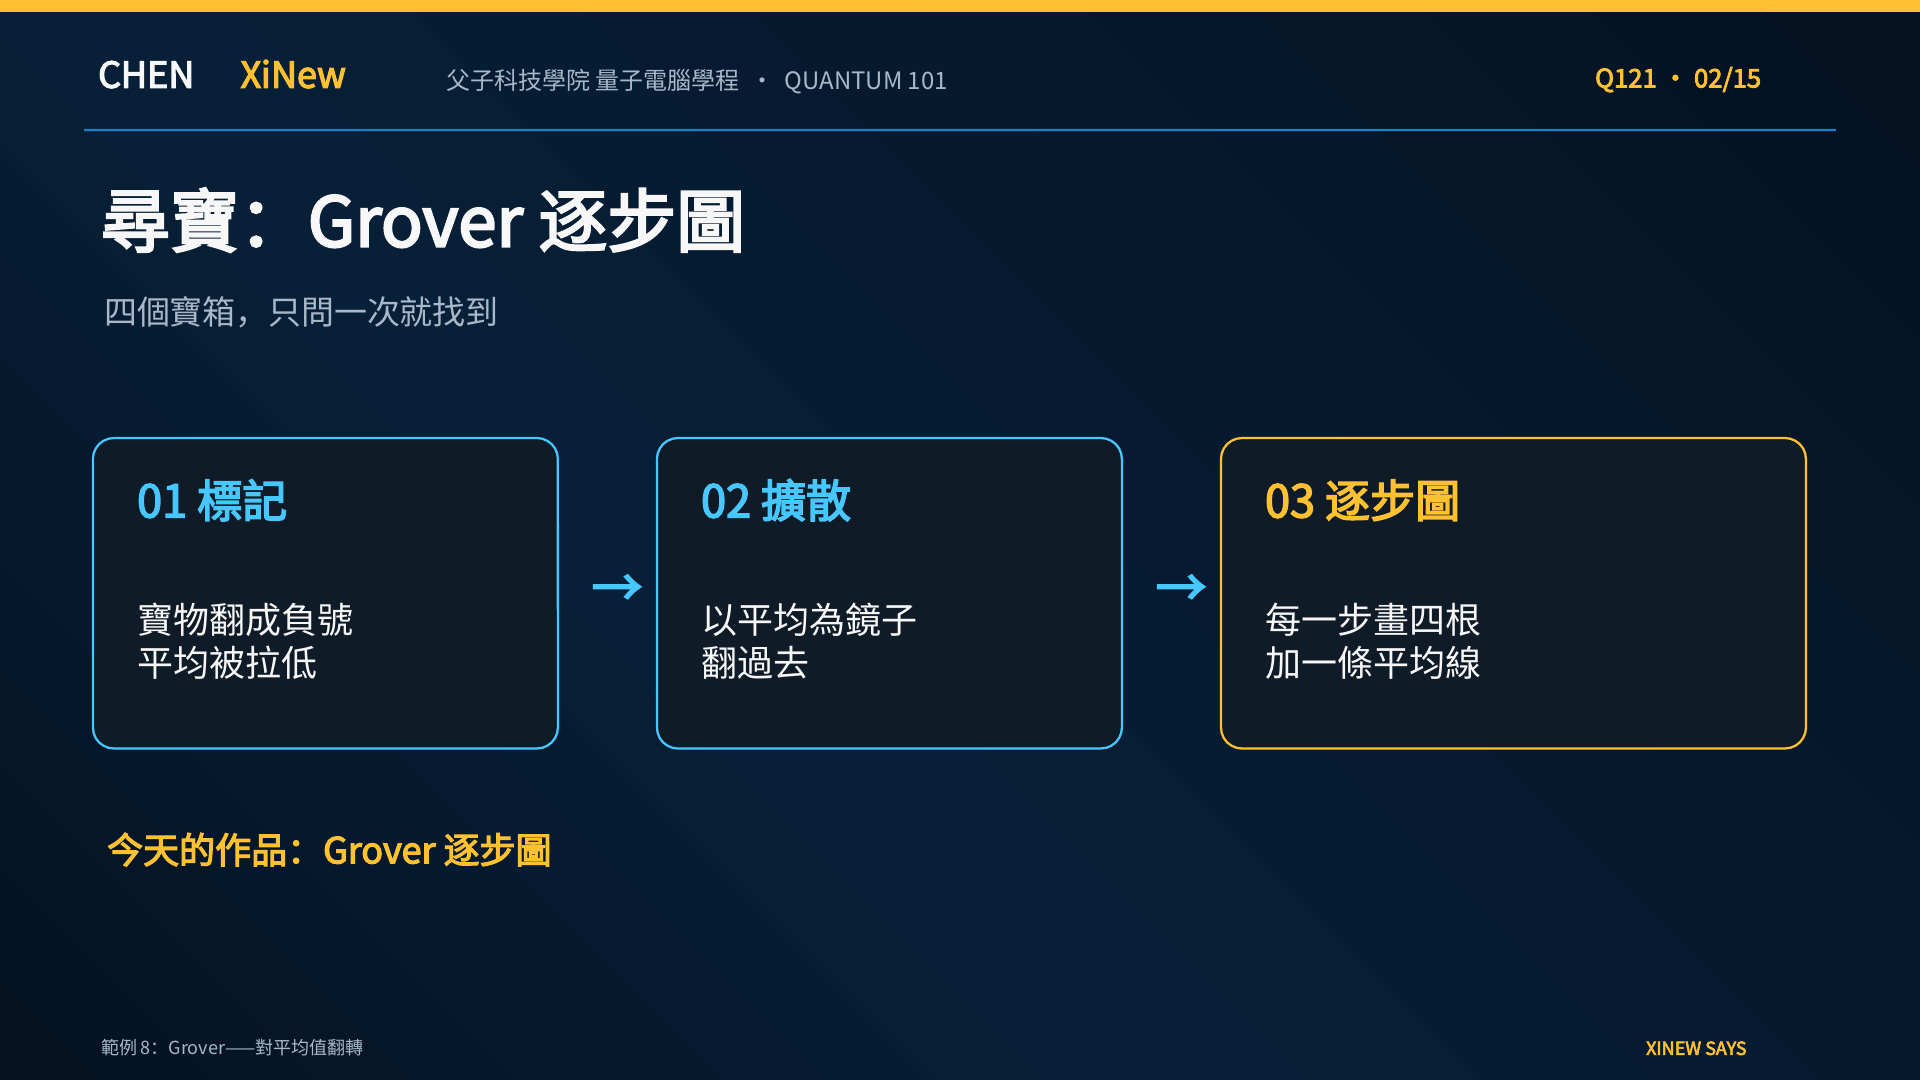 CHEN XiNew 父子科技學院 量子電腦學程 · QUANTUM 101 Q121 · 02/15
尋寶：Grover 逐步圖
四個寶箱，只問一次就找到
01 標記
寶物翻成負號
平均被拉低
→
02 擴散
以平均為鏡子
翻過去
→
03 逐步圖
每一步畫四根
加一條平均線
今天的作品：Grover 逐步圖
範例 8：Grover——對平均值翻轉
XINEW SAYS